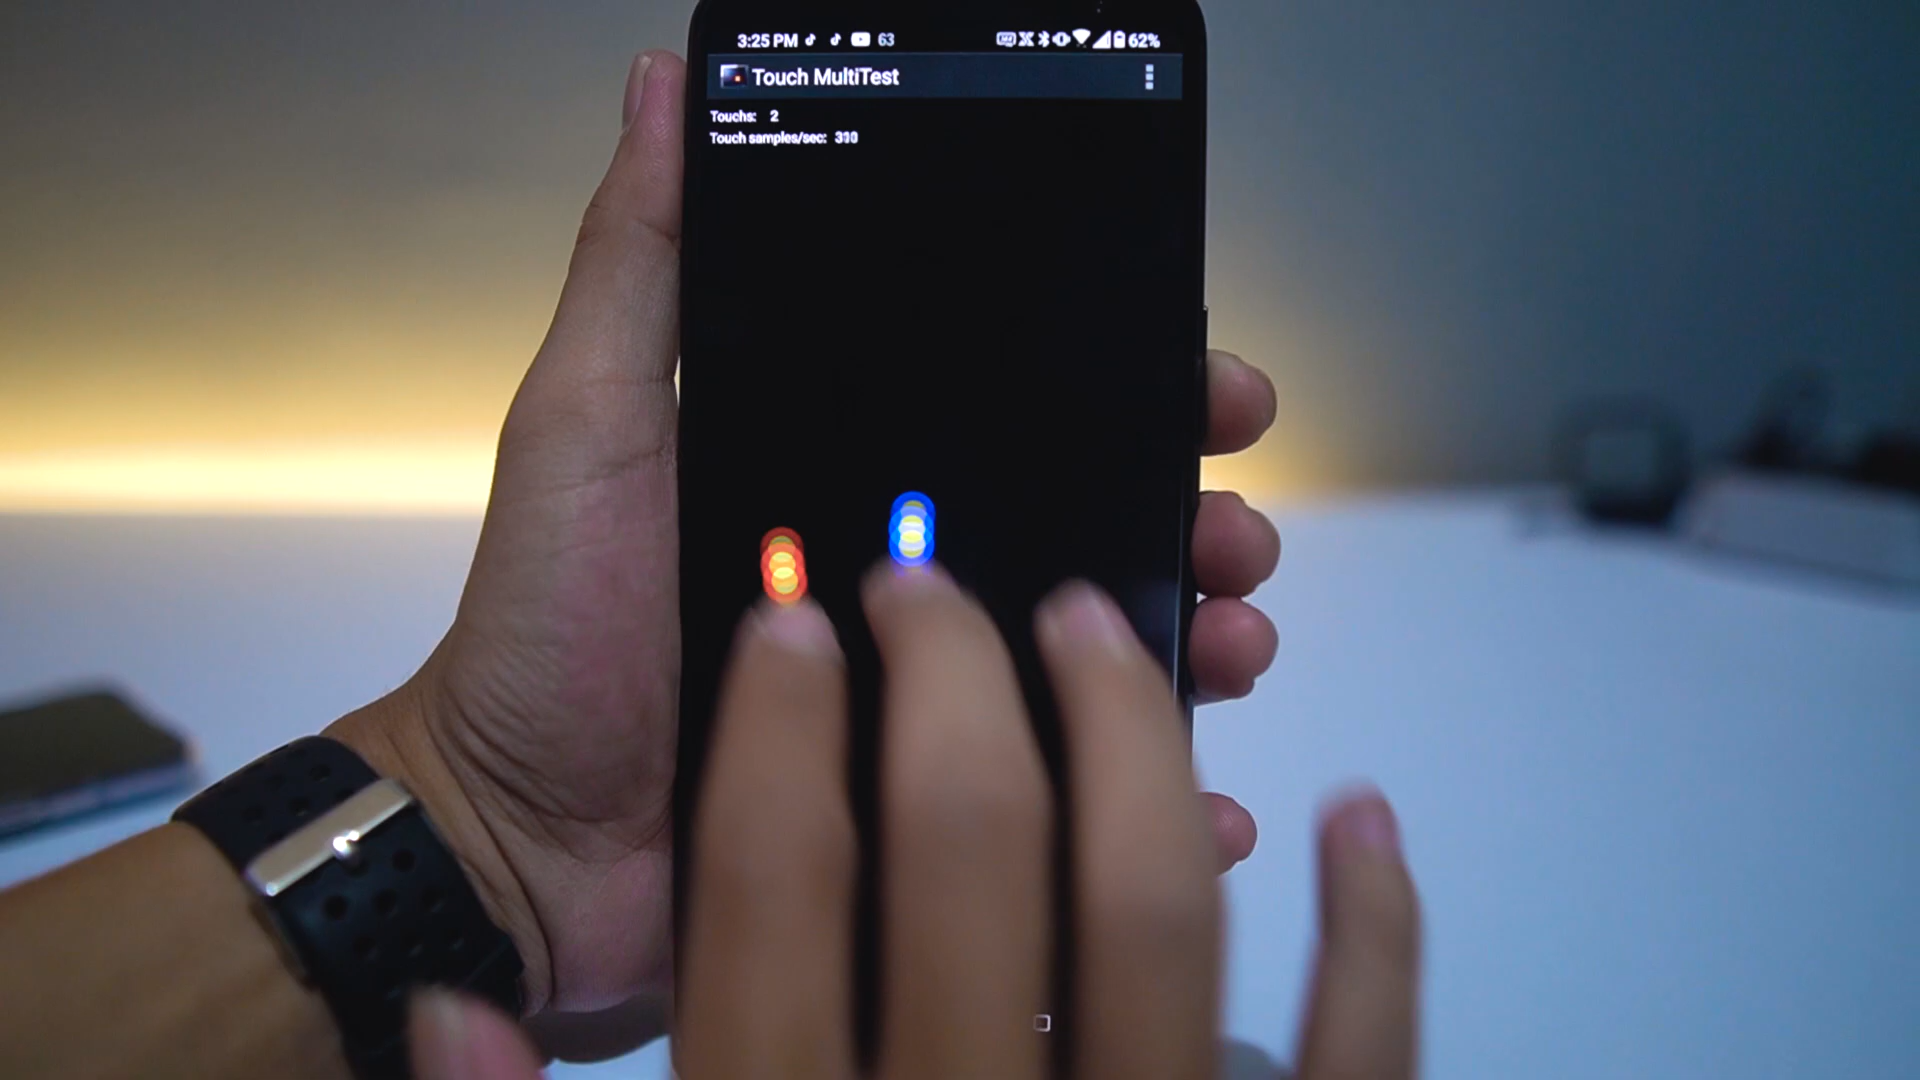 3:25 PM 63 62%
Touch MultiTest
Touchs: 2
Touch samples/sec: 310